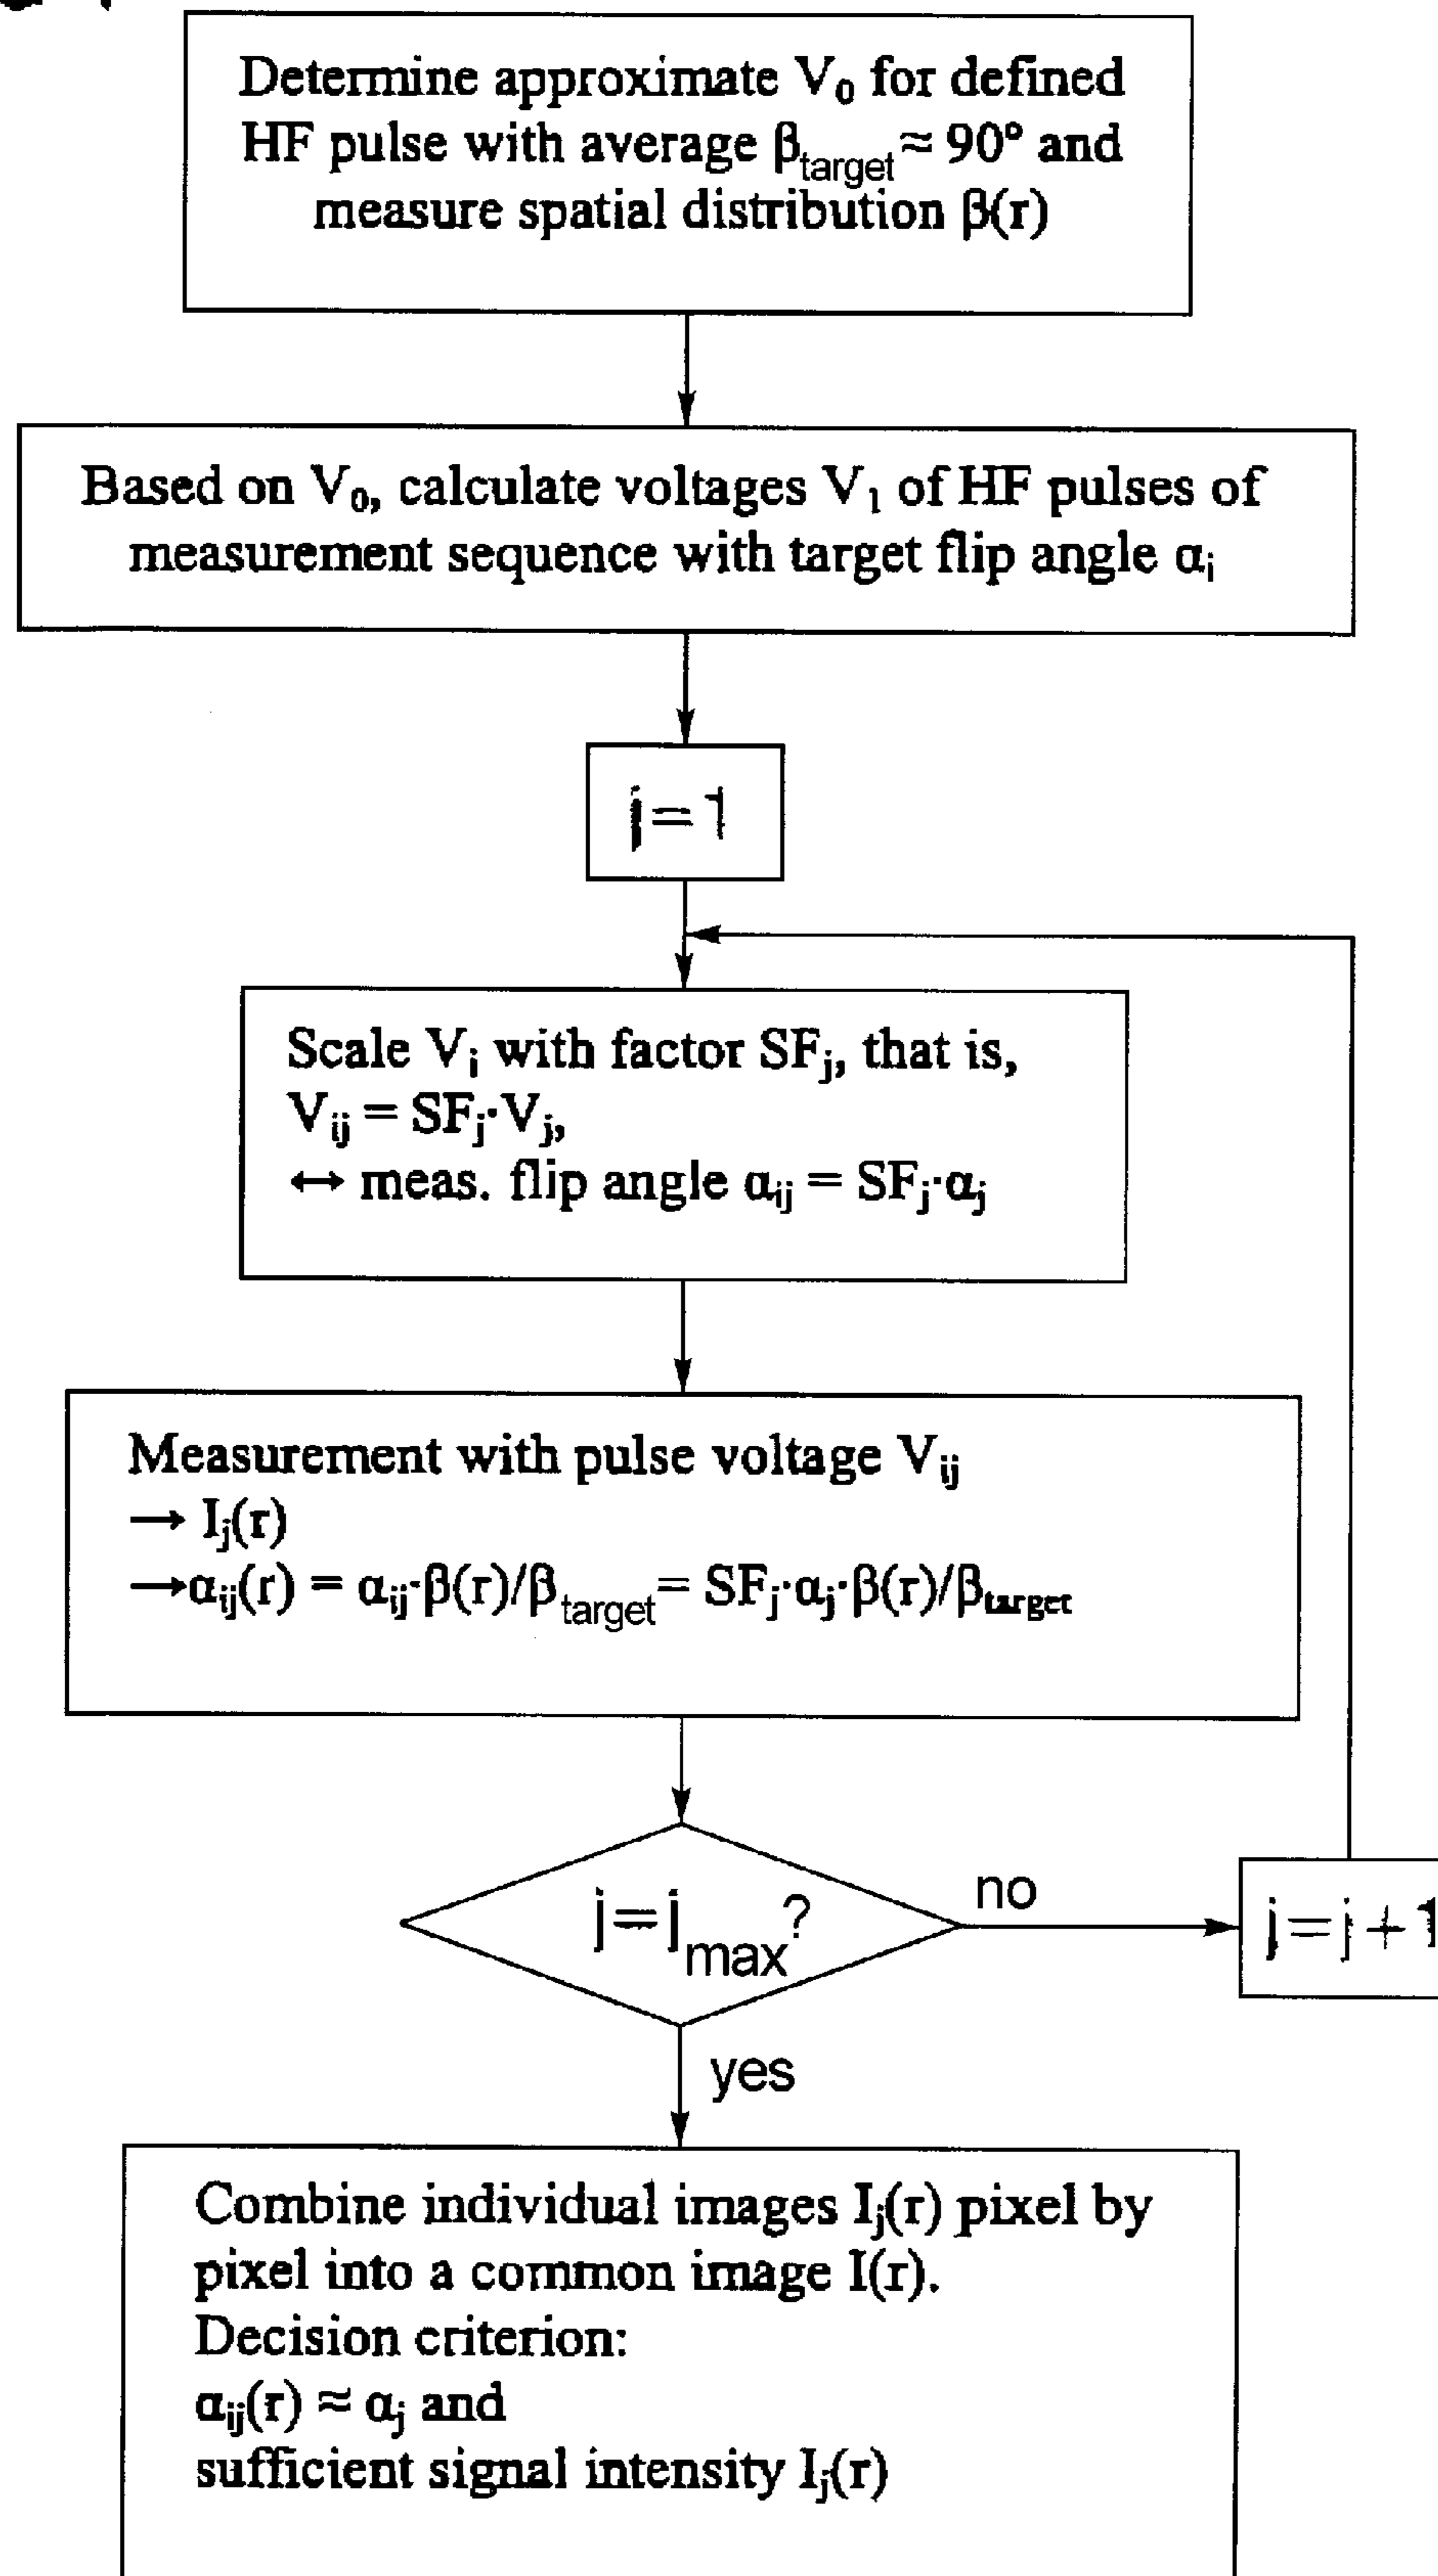 Determine approximate V₀ for defined
HF pulse with average β_target ≈ 90° and
measure spatial distribution β(r)
Based on V₀, calculate voltages V₁ of HF pulses of
measurement sequence with target flip angle αᵢ
j=1
Scale Vᵢ with factor SFⱼ, that is,
Vᵢⱼ = SFⱼ·Vⱼ,
↔ meas. flip angle αᵢⱼ = SFⱼ·αⱼ
Measurement with pulse voltage Vᵢⱼ
→ Iⱼ(r)
→αᵢⱼ(r) = αᵢⱼ·β(r)/β_target = SFⱼ·αⱼ·β(r)/β_target
j=j_max?
no
j=j+1
yes
Combine individual images Iⱼ(r) pixel by
pixel into a common image I(r).
Decision criterion:
αᵢⱼ(r) ≈ αⱼ and
sufficient signal intensity Iⱼ(r)